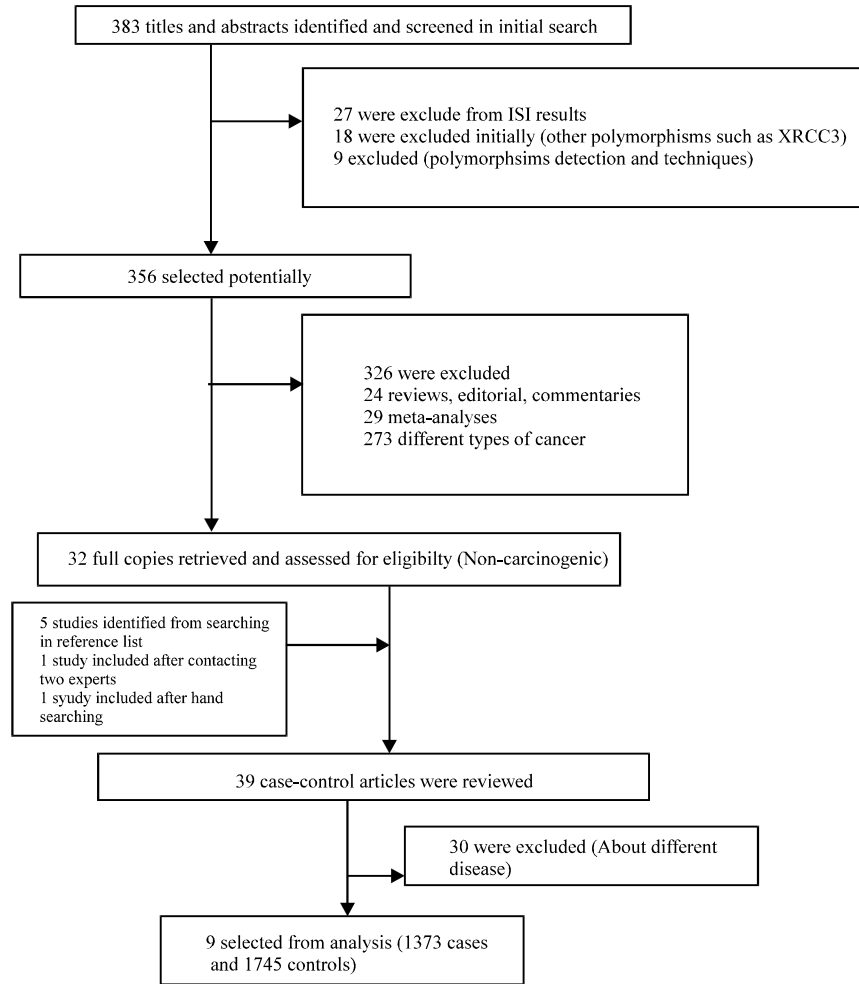 383 titles and abstracts identified and screened in initial search
27 were exclude from ISI results
18 were excluded initially (other polymorphisms such as XRCC3)
9 excluded (polymorphsims detection and techniques)
356 selected potentially
326 were excluded
24 reviews, editorial, commentaries
29 meta-analyses
273 different types of cancer
32 full copies retrieved and assessed for eligibilty (Non-carcinogenic)
5 studies identified from searching
in reference list
1 study included after contacting
two experts
1 syudy included after hand
searching
39 case-control articles were reviewed
30 were excluded (About different
disease)
9 selected from analysis (1373 cases
and 1745 controls)